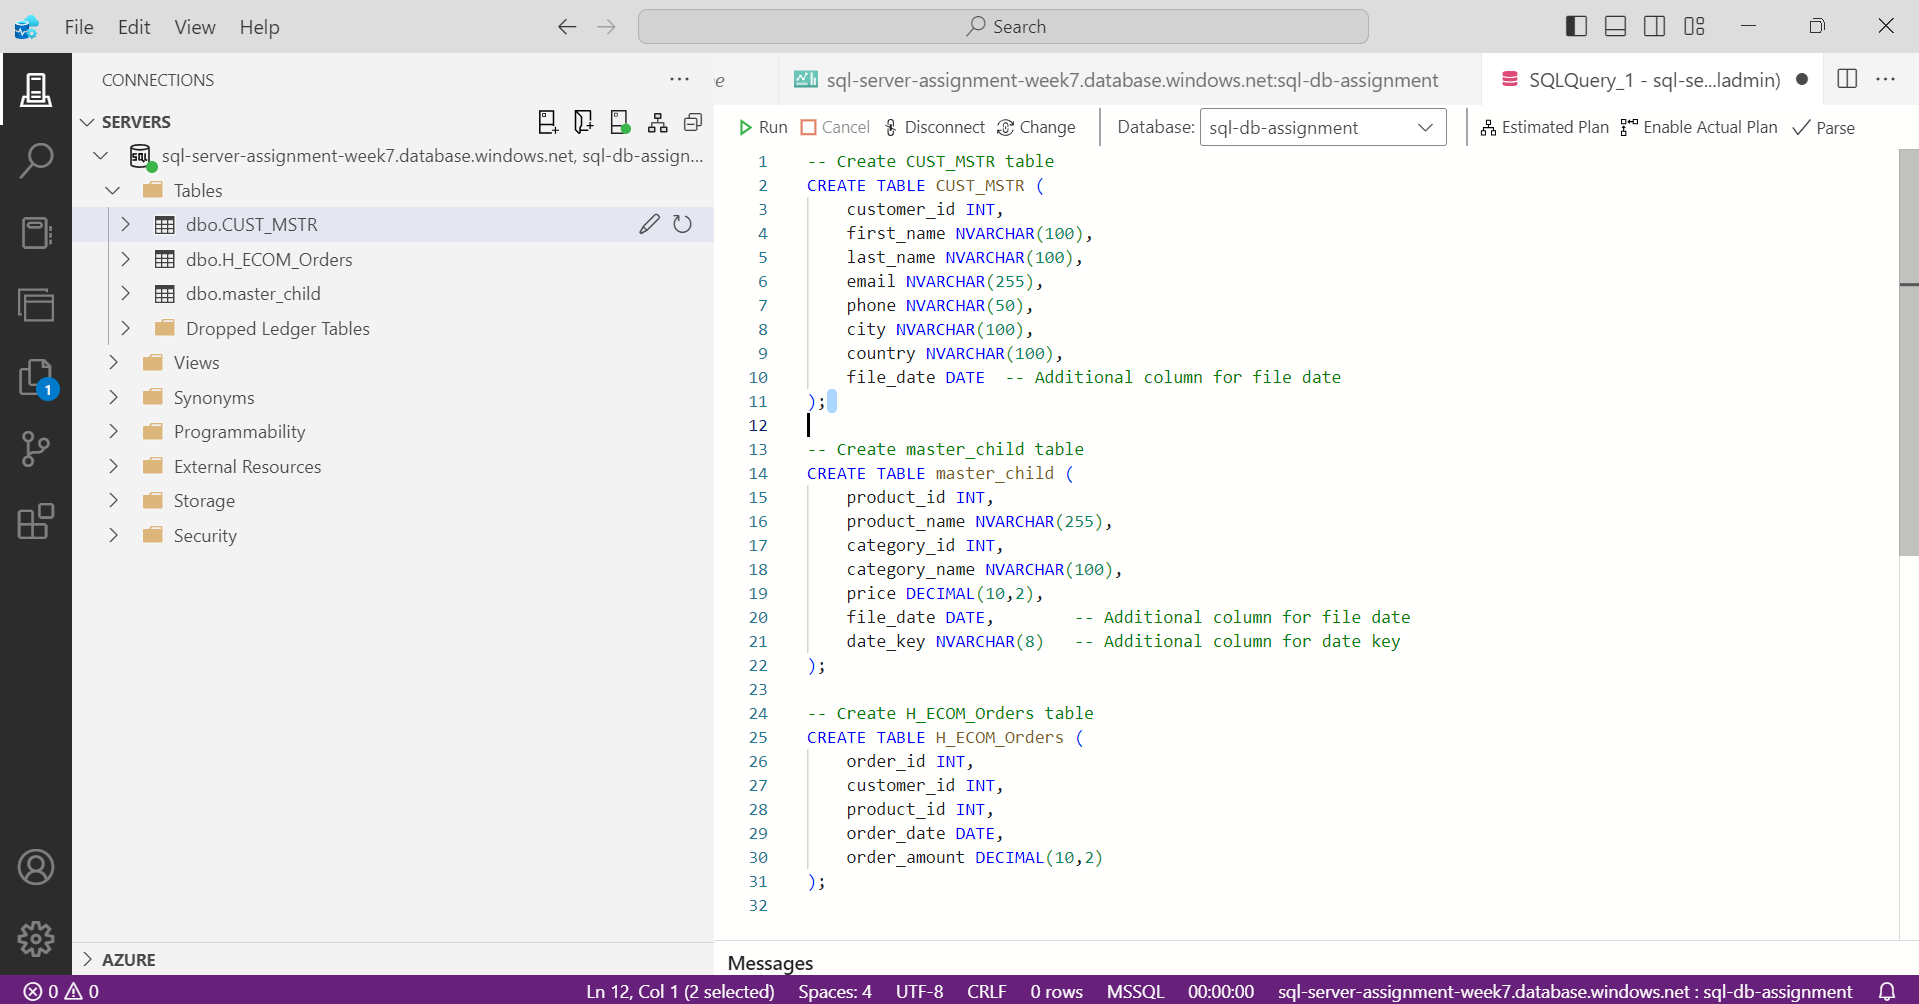 File Edit View Help
Search
CONNECTIONS
SERVERS
sql-server-assignment-week7.database.windows.net, sql-db-assign...
Tables
dbo.CUST_MSTR
dbo.H_ECOM_Orders
dbo.master_child
Dropped Ledger Tables
Views
Synonyms
Programmability
External Resources
Storage
Security
AZURE
1
e
sql-server-assignment-week7.database.windows.net:sql-db-assignment
SQLQuery_1 - sql-se...ladmin)
Run Cancel Disconnect Change Database: sql-db-assignment Estimated Plan Enable Actual Plan Parse
1 -- Create CUST_MSTR table
2 CREATE TABLE CUST_MSTR (
3 customer_id INT,
4 first_name NVARCHAR(100),
5 last_name NVARCHAR(100),
6 email NVARCHAR(255),
7 phone NVARCHAR(50),
8 city NVARCHAR(100),
9 country NVARCHAR(100),
10 file_date DATE -- Additional column for file date
11 );
12
13 -- Create master_child table
14 CREATE TABLE master_child (
15 product_id INT,
16 product_name NVARCHAR(255),
17 category_id INT,
18 category_name NVARCHAR(100),
19 price DECIMAL(10,2),
20 file_date DATE, -- Additional column for file date
21 date_key NVARCHAR(8) -- Additional column for date key
22 );
23
24 -- Create H_ECOM_Orders table
25 CREATE TABLE H_ECOM_Orders (
26 order_id INT,
27 customer_id INT,
28 product_id INT,
29 order_date DATE,
30 order_amount DECIMAL(10,2)
31 );
32
Messages
0 0 Ln 12, Col 1 (2 selected) Spaces: 4 UTF-8 CRLF 0 rows MSSQL 00:00:00 sql-server-assignment-week7.database.windows.net : sql-db-assignment